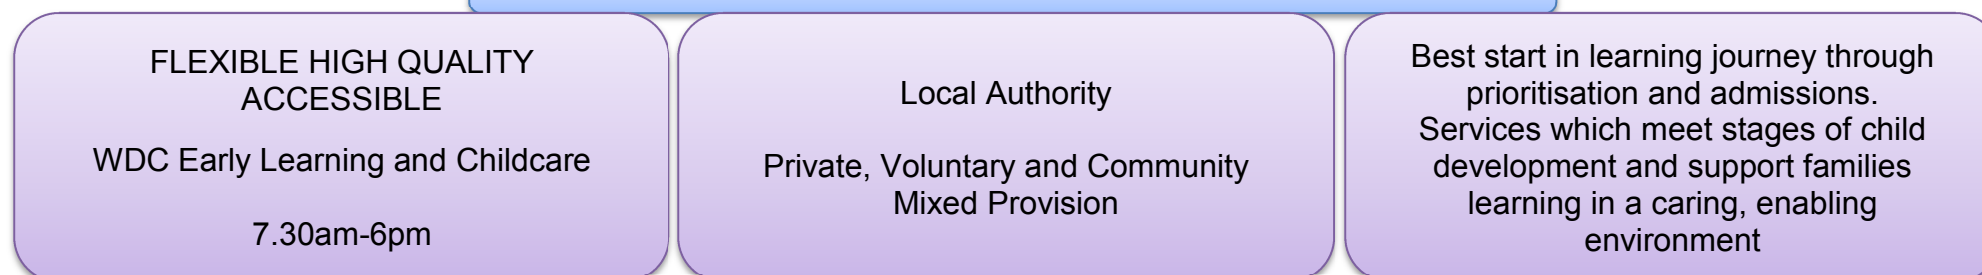 FLEXIBLE HIGH QUALITY
ACCESSIBLE
WDC Early Learning and Childcare
7.30am-6pm
Local Authority
Private, Voluntary and Community
Mixed Provision
Best start in learning journey through
prioritisation and admissions.
Services which meet stages of child
development and support families
learning in a caring, enabling
environment